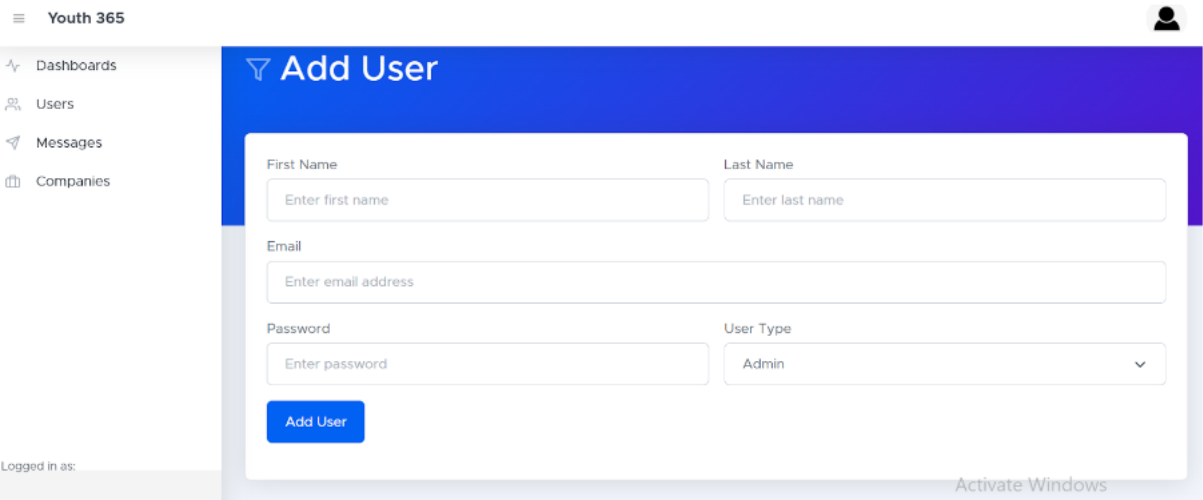 Youth 365
Dashboards
Users
Messages
Companies
Logged in as:
Add User
First Name
Last Name
Enter first name
Enter last name
Email
Enter email address
Password
User Type
Enter password
Admin
Add User
Activate Windows